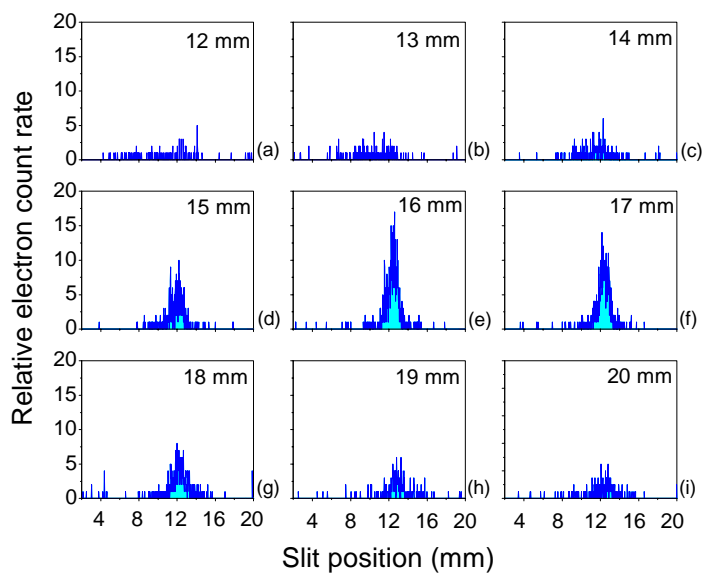 20 12 mm 13 mm 14 mm
15
10
5
0 (a) (b) (c)
20 15 mm 16 mm 17 mm
15
10
5
0 (d) (e) (f)
20 18 mm 19 mm 20 mm
15
10
5
0 (g) (h) (i)
4 8 12 16 20 4 8 12 16 20 4 8 12 16 20
Relative electron count rate
Slit position (mm)